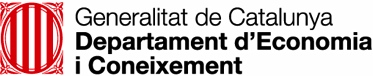 Generalitat de Catalunya
Departament d'Economia
i Coneixement